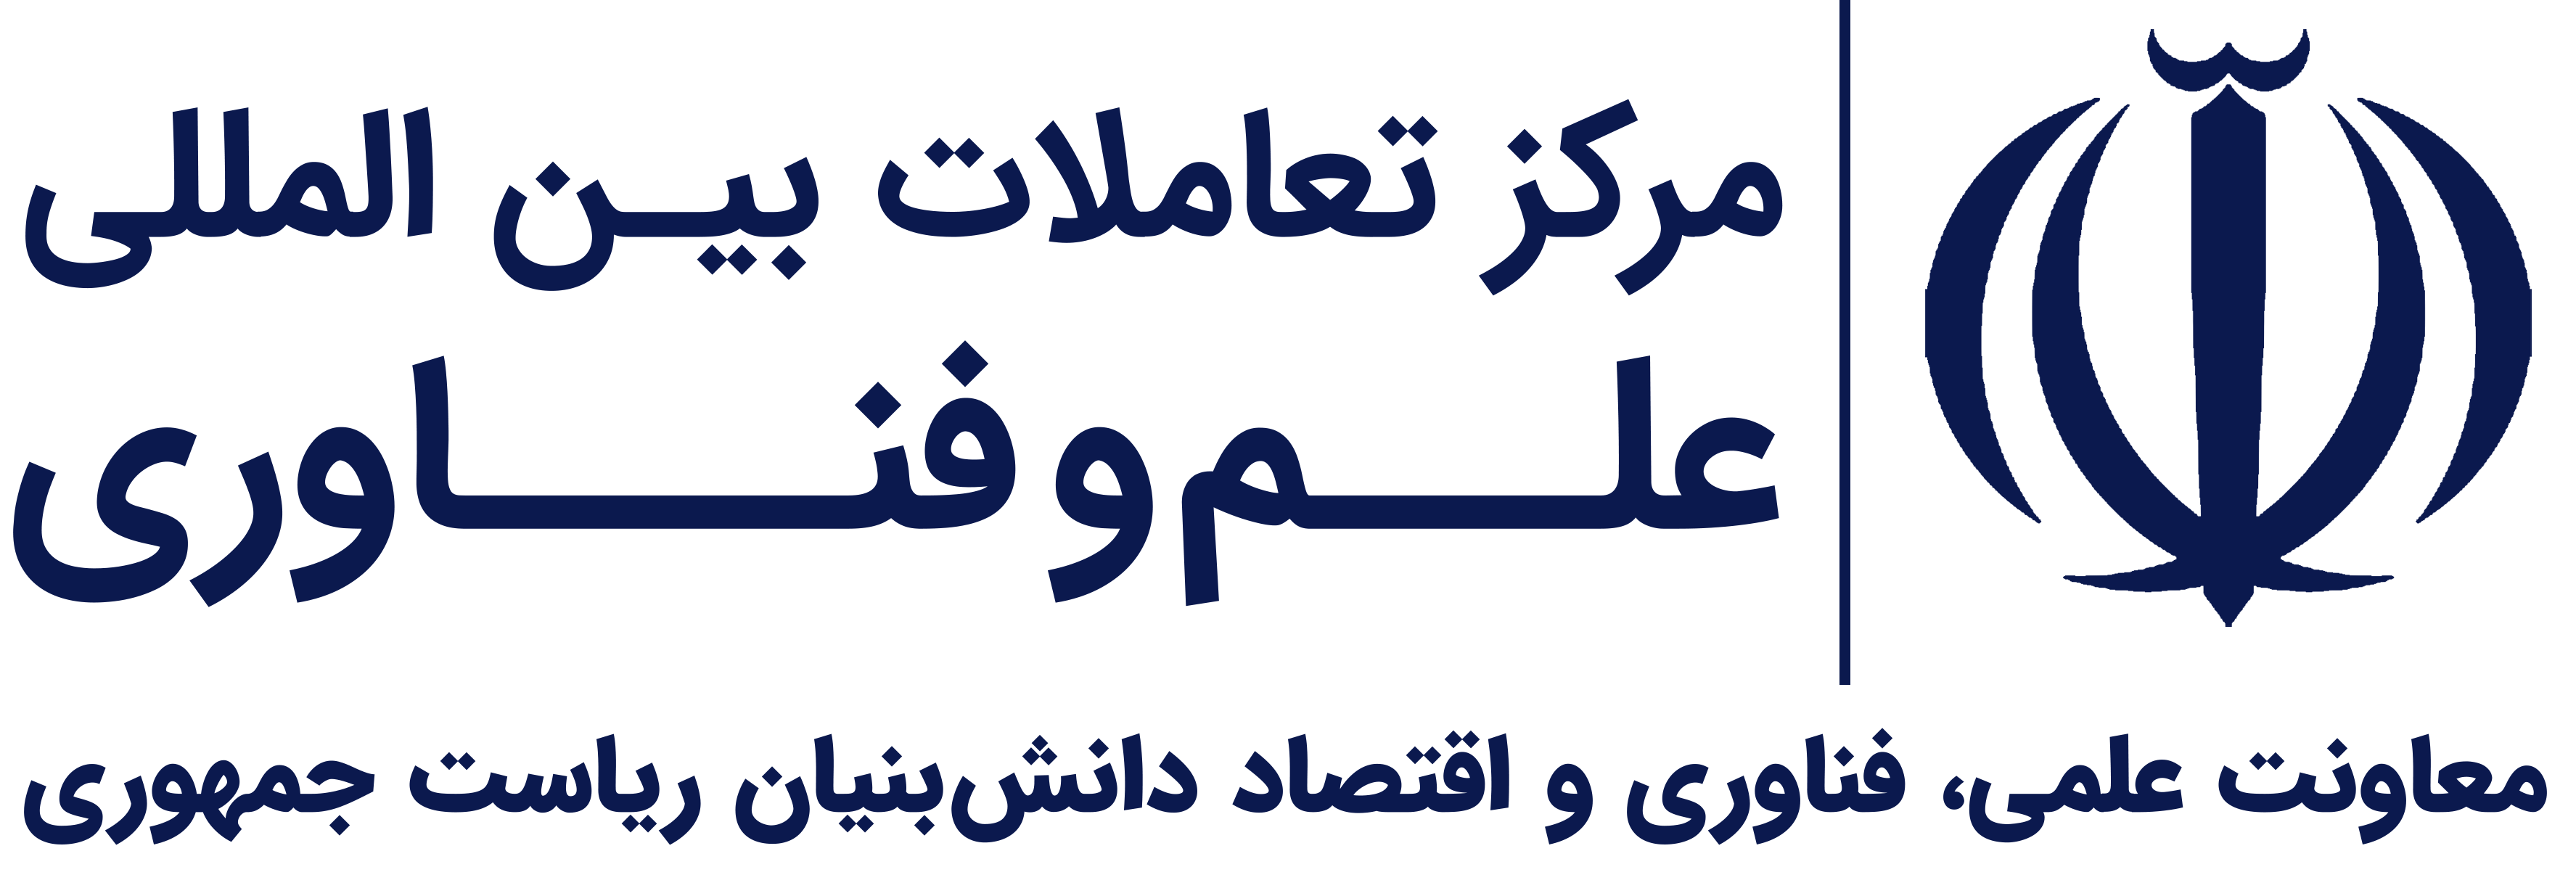 مرکز تعاملات بین المللی
علم و فناوری
معاونت علمی، فناوری و اقتصاد دانش‌بنیان ریاست جمهوری